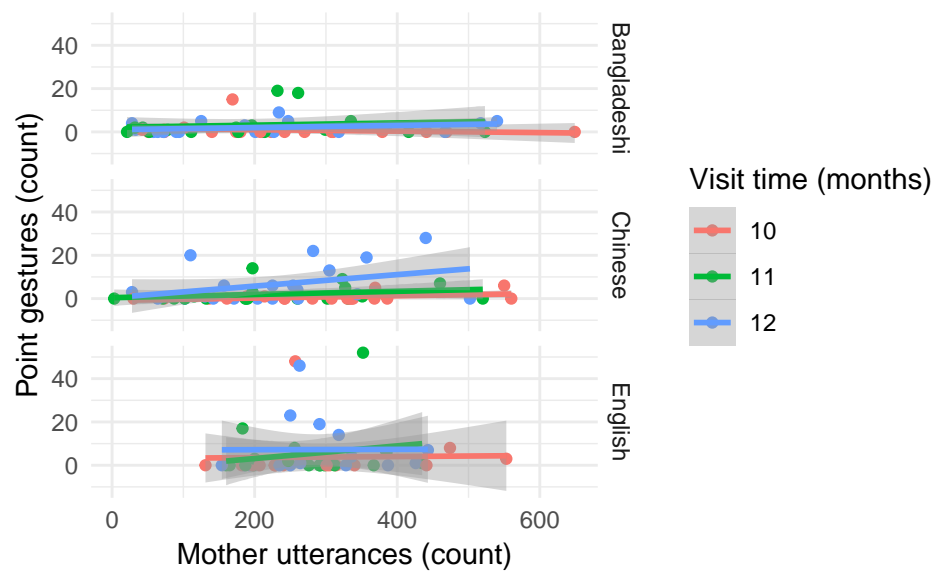 Point gestures (count)
40
20
0
Bangladeshi
40
20
0
Chinese
40
20
0
English
0
200
400
600
Mother utterances (count)
Visit time (months)
10
11
12